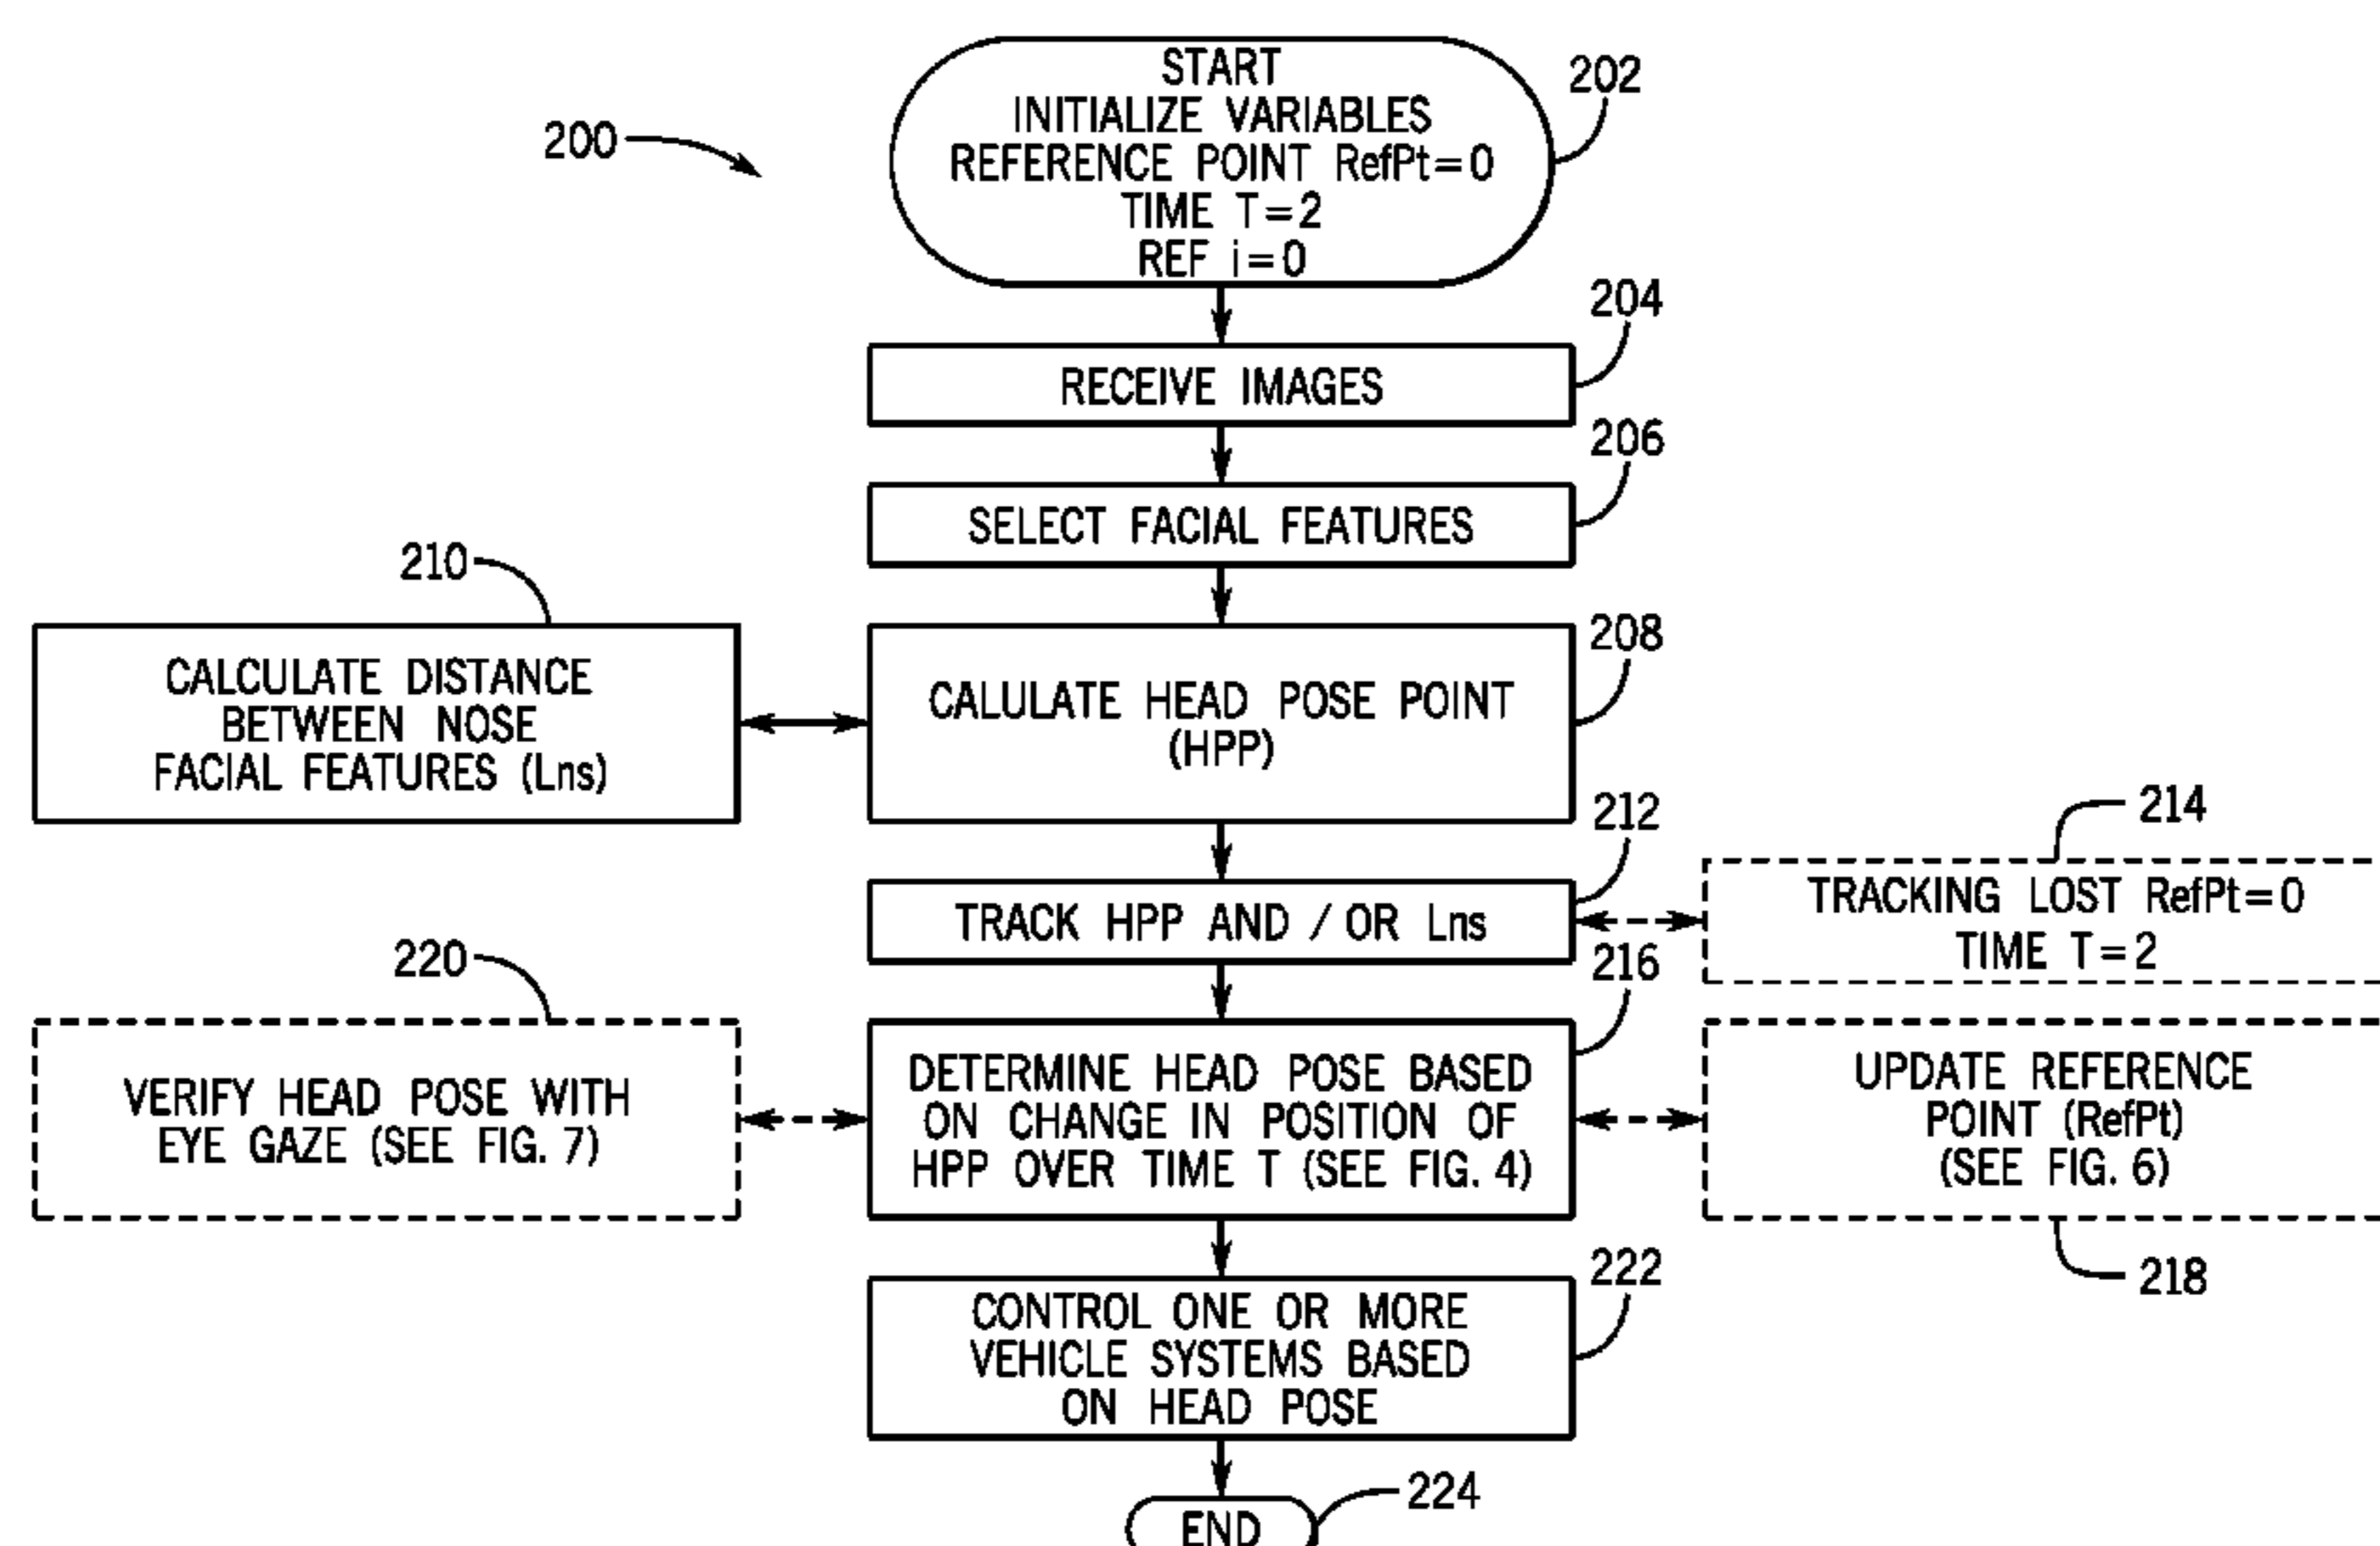 200
START
INITIALIZE VARIABLES
REFERENCE POINT RefPt=0
TIME T=2
REF i=0
202
RECEIVE IMAGES
204
SELECT FACIAL FEATURES
206
210
CALCULATE DISTANCE
BETWEEN NOSE
FACIAL FEATURES (Lns)
CALULATE HEAD POSE POINT
(HPP)
208
TRACK HPP AND / OR Lns
212
214
TRACKING LOST RefPt=0
TIME T=2
220
VERIFY HEAD POSE WITH
EYE GAZE (SEE FIG. 7)
DETERMINE HEAD POSE BASED
ON CHANGE IN POSITION OF
HPP OVER TIME T (SEE FIG. 4)
216
UPDATE REFERENCE
POINT (RefPt)
(SEE FIG. 6)
218
CONTROL ONE OR MORE
VEHICLE SYSTEMS BASED
ON HEAD POSE
222
END
224